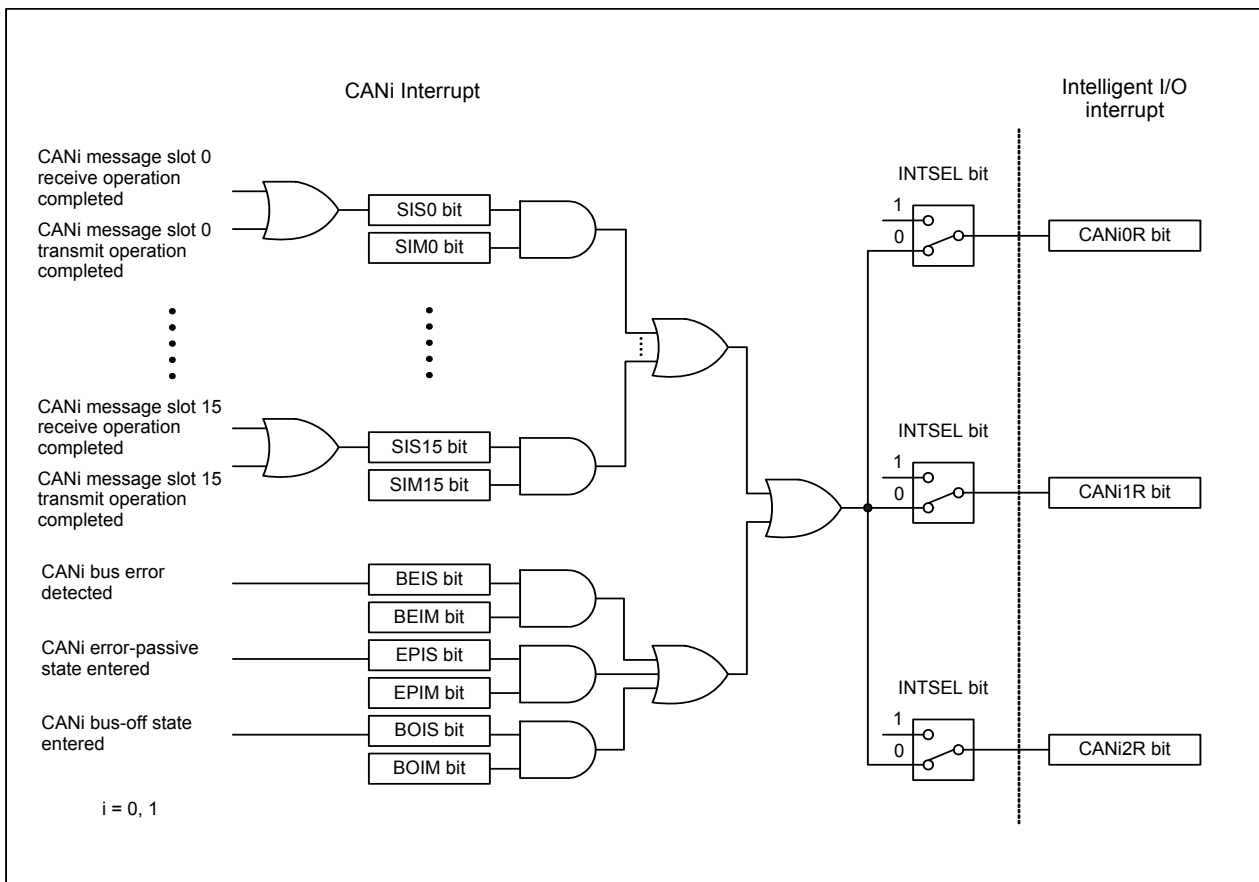 CANi Interrupt
Intelligent I/O
interrupt
CANi message slot 0
receive operation
completed
CANi message slot 0
transmit operation
completed
SIS0 bit
SIM0 bit
INTSEL bit
1
0
CANi0R bit
CANi message slot 15
receive operation
completed
CANi message slot 15
transmit operation
completed
SIS15 bit
SIM15 bit
INTSEL bit
1
0
CANi1R bit
CANi bus error
detected
BEIS bit
BEIM bit
CANi error-passive
state entered
EPIS bit
EPIM bit
CANi bus-off state
entered
BOIS bit
BOIM bit
INTSEL bit
1
0
CANi2R bit
i = 0, 1